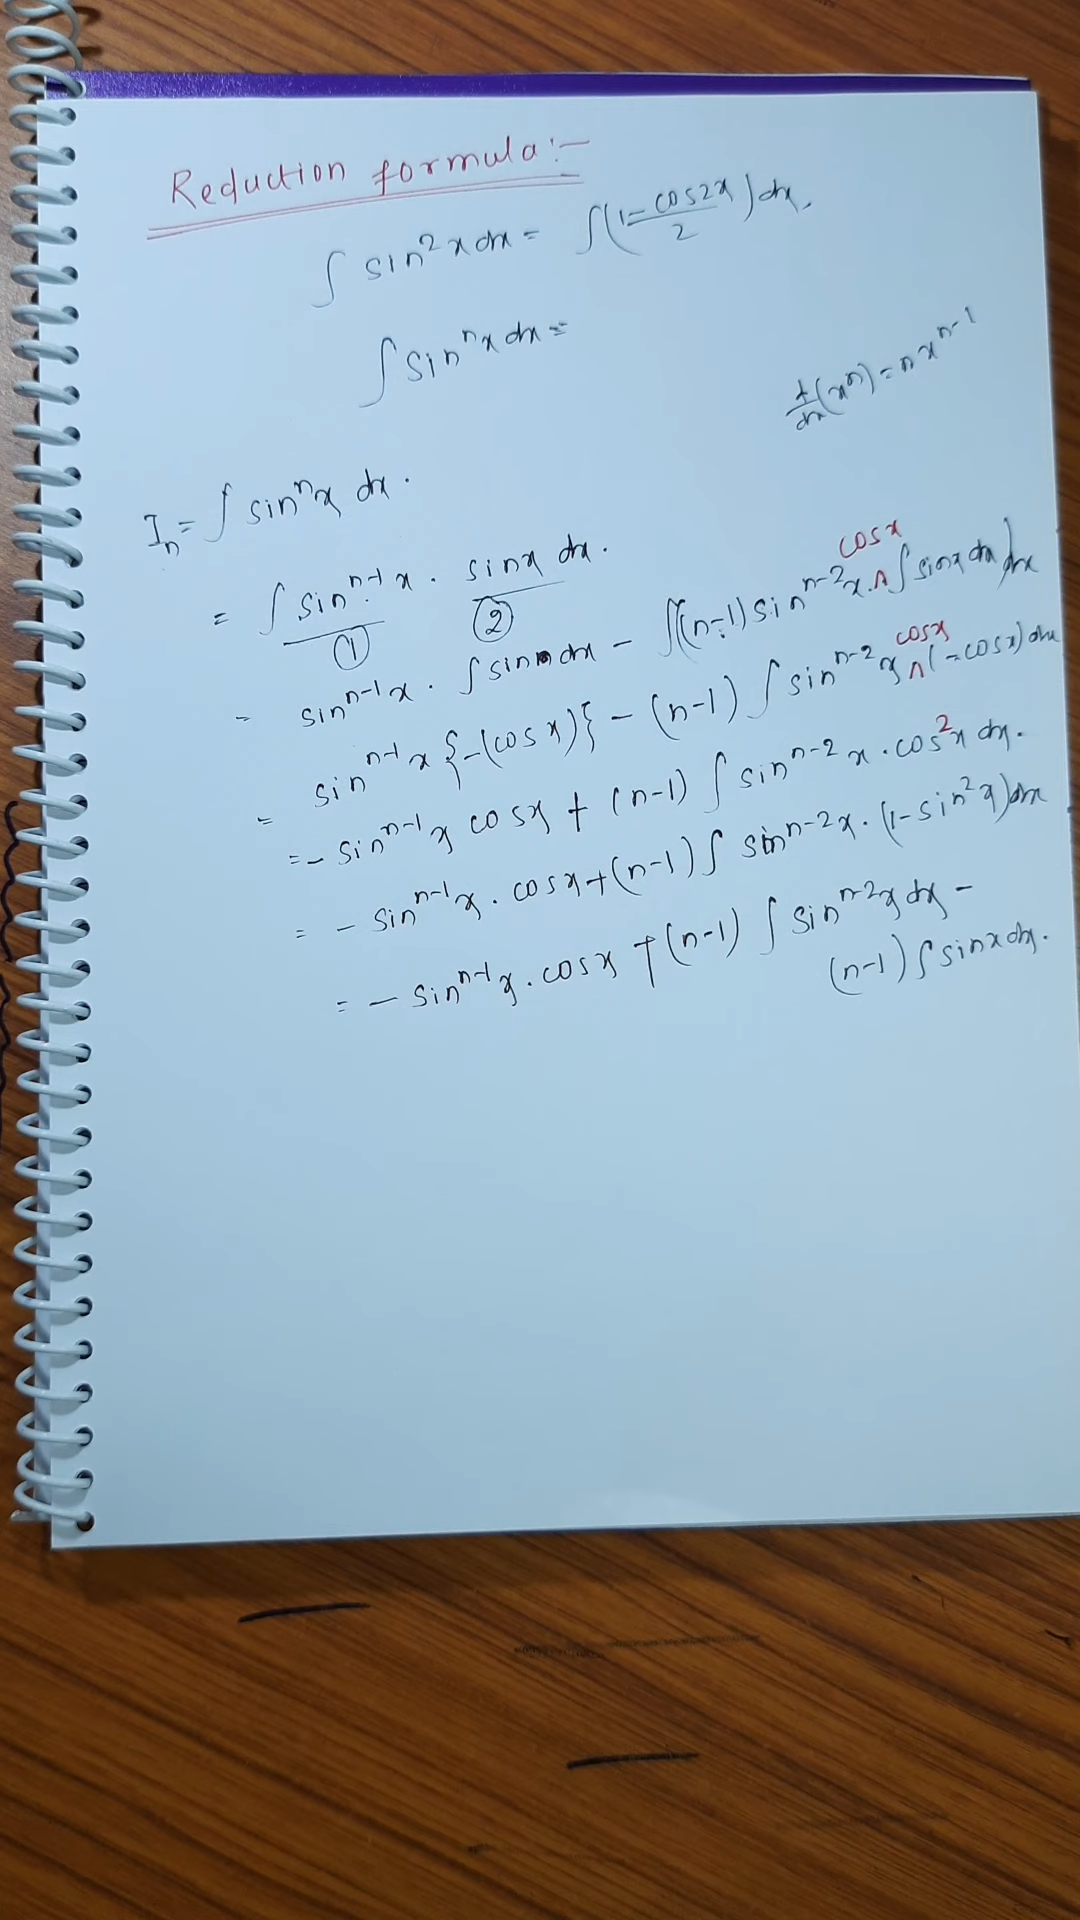 Reduction formula:-
∫ sin²x dx = ∫(1-cos2x/2)dx.
∫ sinⁿx dx =
d/dx(xⁿ) = n xⁿ⁻¹
Iₙ = ∫ sinⁿx dx.
= ∫ sinⁿ⁻¹x . sinx dx.
① ②
= sinⁿ⁻¹x . ∫ sinx dx - ∫((n-1) sinⁿ⁻²x . cosx ∫ sinx dx) dx
= sinⁿ⁻¹x {-(cosx)} - (n-1) ∫ sinⁿ⁻²x cosx (-cosx) dx
= - sinⁿ⁻¹x cosx + (n-1) ∫ sinⁿ⁻²x . cos²x dx.
= - sinⁿ⁻¹x . cosx + (n-1) ∫ sinⁿ⁻²x . (1-sin²x) dx
= - sinⁿ⁻¹x . cosx + (n-1) ∫ sinⁿ⁻²x dx -
(n-1) ∫ sinx dx.